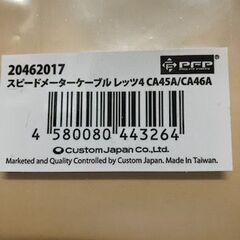 PFP
20462017
スピードメーターケーブル レッツ4 CA45A/CA46A
4 580080 443264
Custom Japan Co.,Ltd.
Marketed and Quality Controlled by Custom Japan. Made In Taiwan.